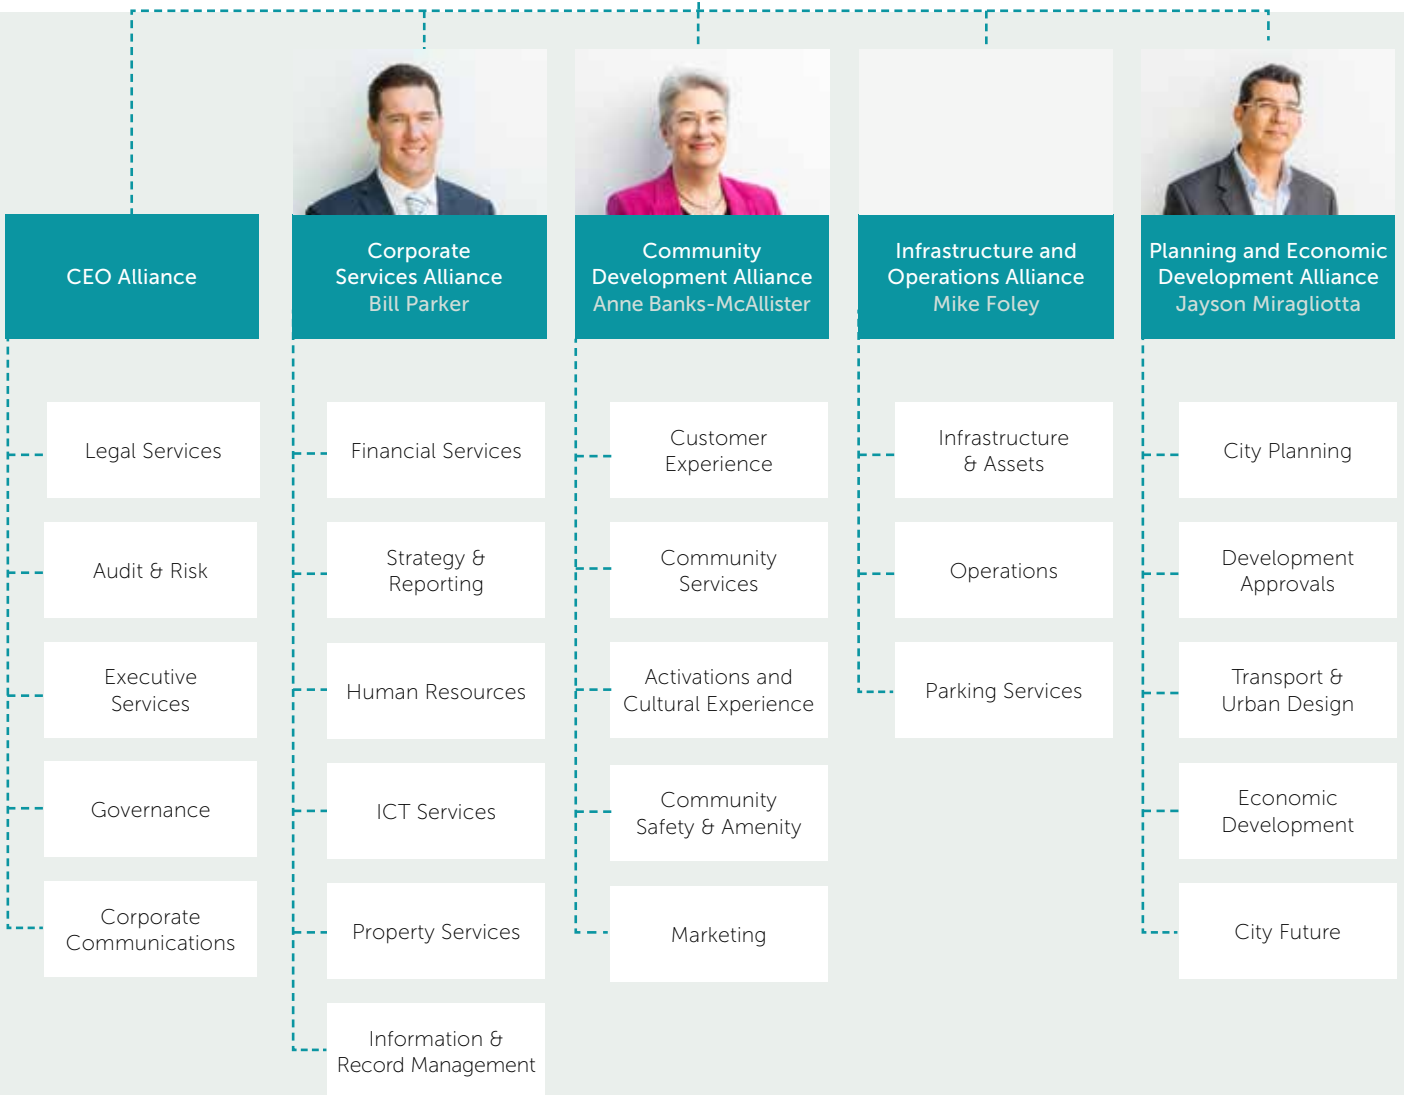 CEO Alliance
Legal Services
Audit & Risk
Executive
Services
Governance
Corporate
Communications
Corporate
Services Alliance
Bill Parker
Financial Services
Strategy &
Reporting
Human Resources
ICT Services
Property Services
Information &
Record Management
Community
Development Alliance
Anne Banks-McAllister
Customer
Experience
Community
Services
Activations and
Cultural Experience
Community
Safety & Amenity
Marketing
Infrastructure and
Operations Alliance
Mike Foley
Infrastructure
& Assets
Operations
Parking Services
Planning and Economic
Development Alliance
Jayson Miragliotta
City Planning
Development
Approvals
Transport &
Urban Design
Economic
Development
City Future